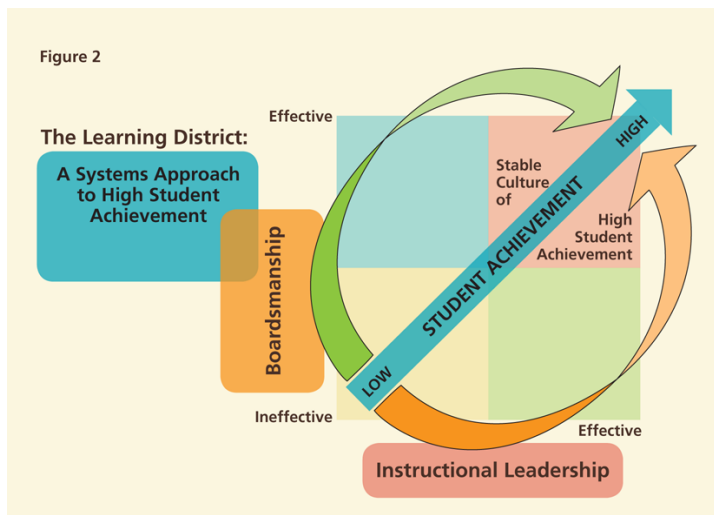 Figure 2
The Learning District:
A Systems Approach
to High Student
Achievement
Effective
Boardsmanship
Ineffective
Stable
Culture
of
High
Student
Achievement
HIGH
STUDENT ACHIEVEMENT
LOW
Effective
Instructional Leadership